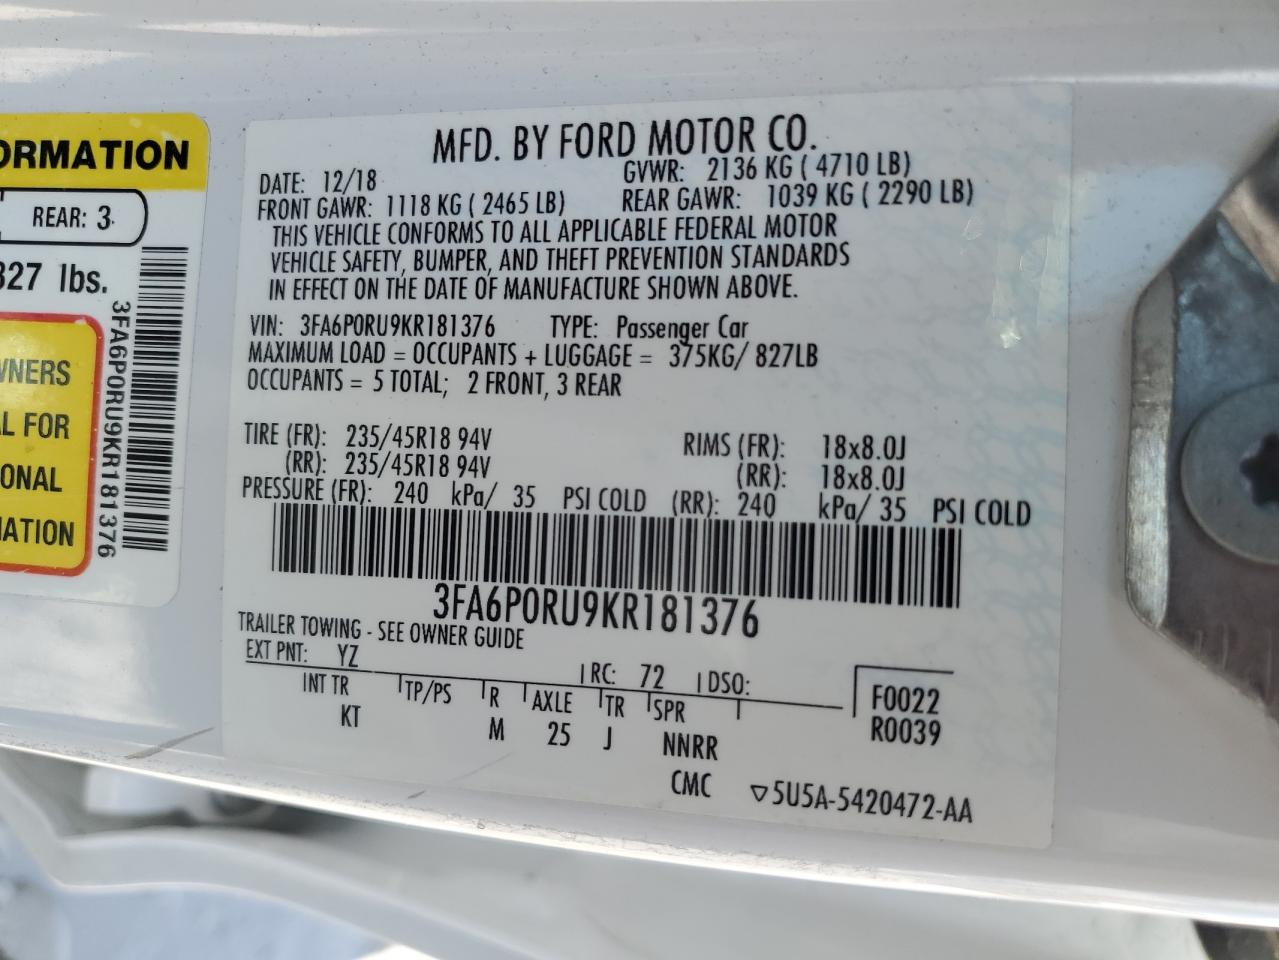 ORMATION
REAR: 3
327 lbs.
3FA6P0RU9KR181376
WNERS
L FOR
ONAL
ATION
MFD. BY FORD MOTOR CO.
DATE: 12/18 GVWR: 2136 KG ( 4710 LB)
FRONT GAWR: 1118 KG ( 2465 LB) REAR GAWR: 1039 KG ( 2290 LB)
THIS VEHICLE CONFORMS TO ALL APPLICABLE FEDERAL MOTOR
VEHICLE SAFETY, BUMPER, AND THEFT PREVENTION STANDARDS
IN EFFECT ON THE DATE OF MANUFACTURE SHOWN ABOVE.
VIN: 3FA6P0RU9KR181376 TYPE: Passenger Car
MAXIMUM LOAD = OCCUPANTS + LUGGAGE = 375KG/ 827LB
OCCUPANTS = 5 TOTAL; 2 FRONT, 3 REAR
TIRE (FR): 235/45R18 94V RIMS (FR): 18x8.0J
(RR): 235/45R18 94V (RR): 18x8.0J
PRESSURE (FR): 240 kPa/ 35 PSI COLD (RR): 240 kPa/ 35 PSI COLD
3FA6P0RU9KR181376
TRAILER TOWING - SEE OWNER GUIDE
EXT PNT: YZ RC: 72 DSO:
INT TR TP/PS R AXLE TR SPR F0022
KT M 25 J NNRR R0039
CMC ▽5U5A-5420472-AA